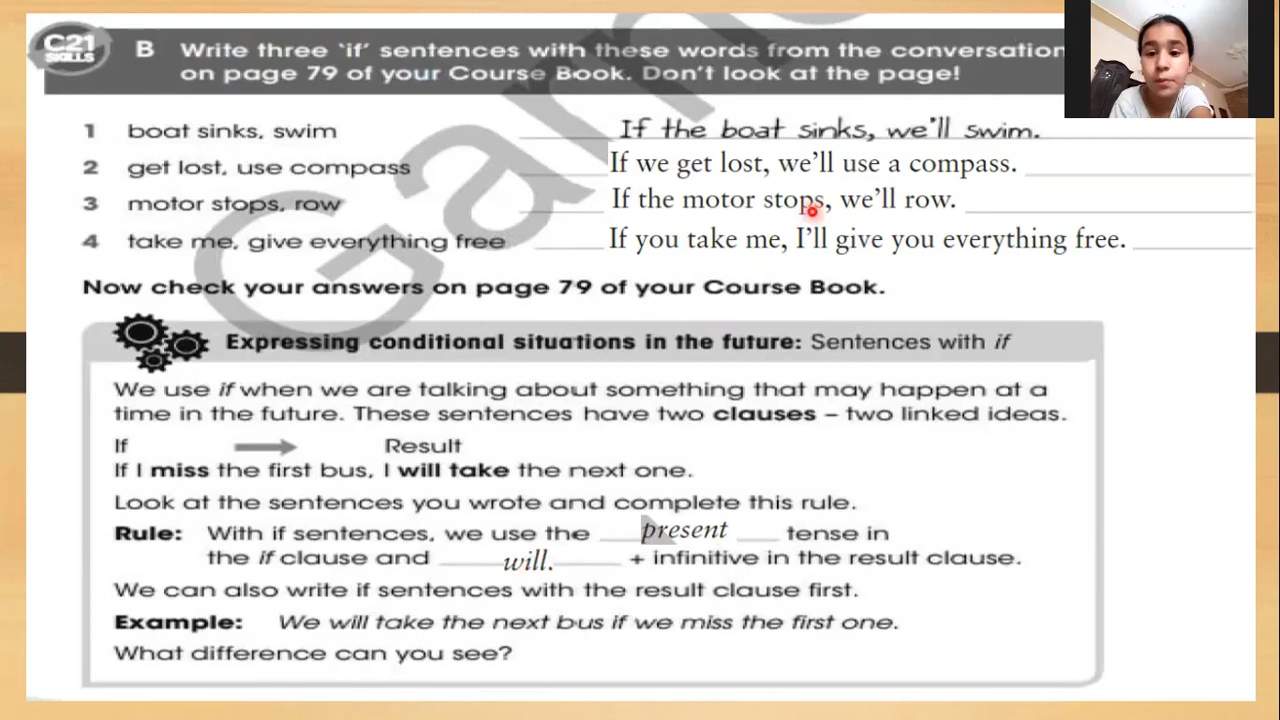 C21
SKILLS
B Write three ‘if’ sentences with these words from the conversation
on page 79 of your Course Book. Don’t look at the page!
1 boat sinks, swim If the boat sinks, we’ll swim.
2 get lost, use compass If we get lost, we’ll use a compass.
3 motor stops, row If the motor stops, we’ll row.
4 take me, give everything free If you take me, I’ll give you everything free.
Now check your answers on page 79 of your Course Book.
Expressing conditional situations in the future: Sentences with if
We use if when we are talking about something that may happen at a
time in the future. These sentences have two clauses – two linked ideas.
If Result
If I miss the first bus, I will take the next one.
Look at the sentences you wrote and complete this rule.
Rule: With if sentences, we use the present tense in
the if clause and will. + infinitive in the result clause.
We can also write if sentences with the result clause first.
Example: We will take the next bus if we miss the first one.
What difference can you see?